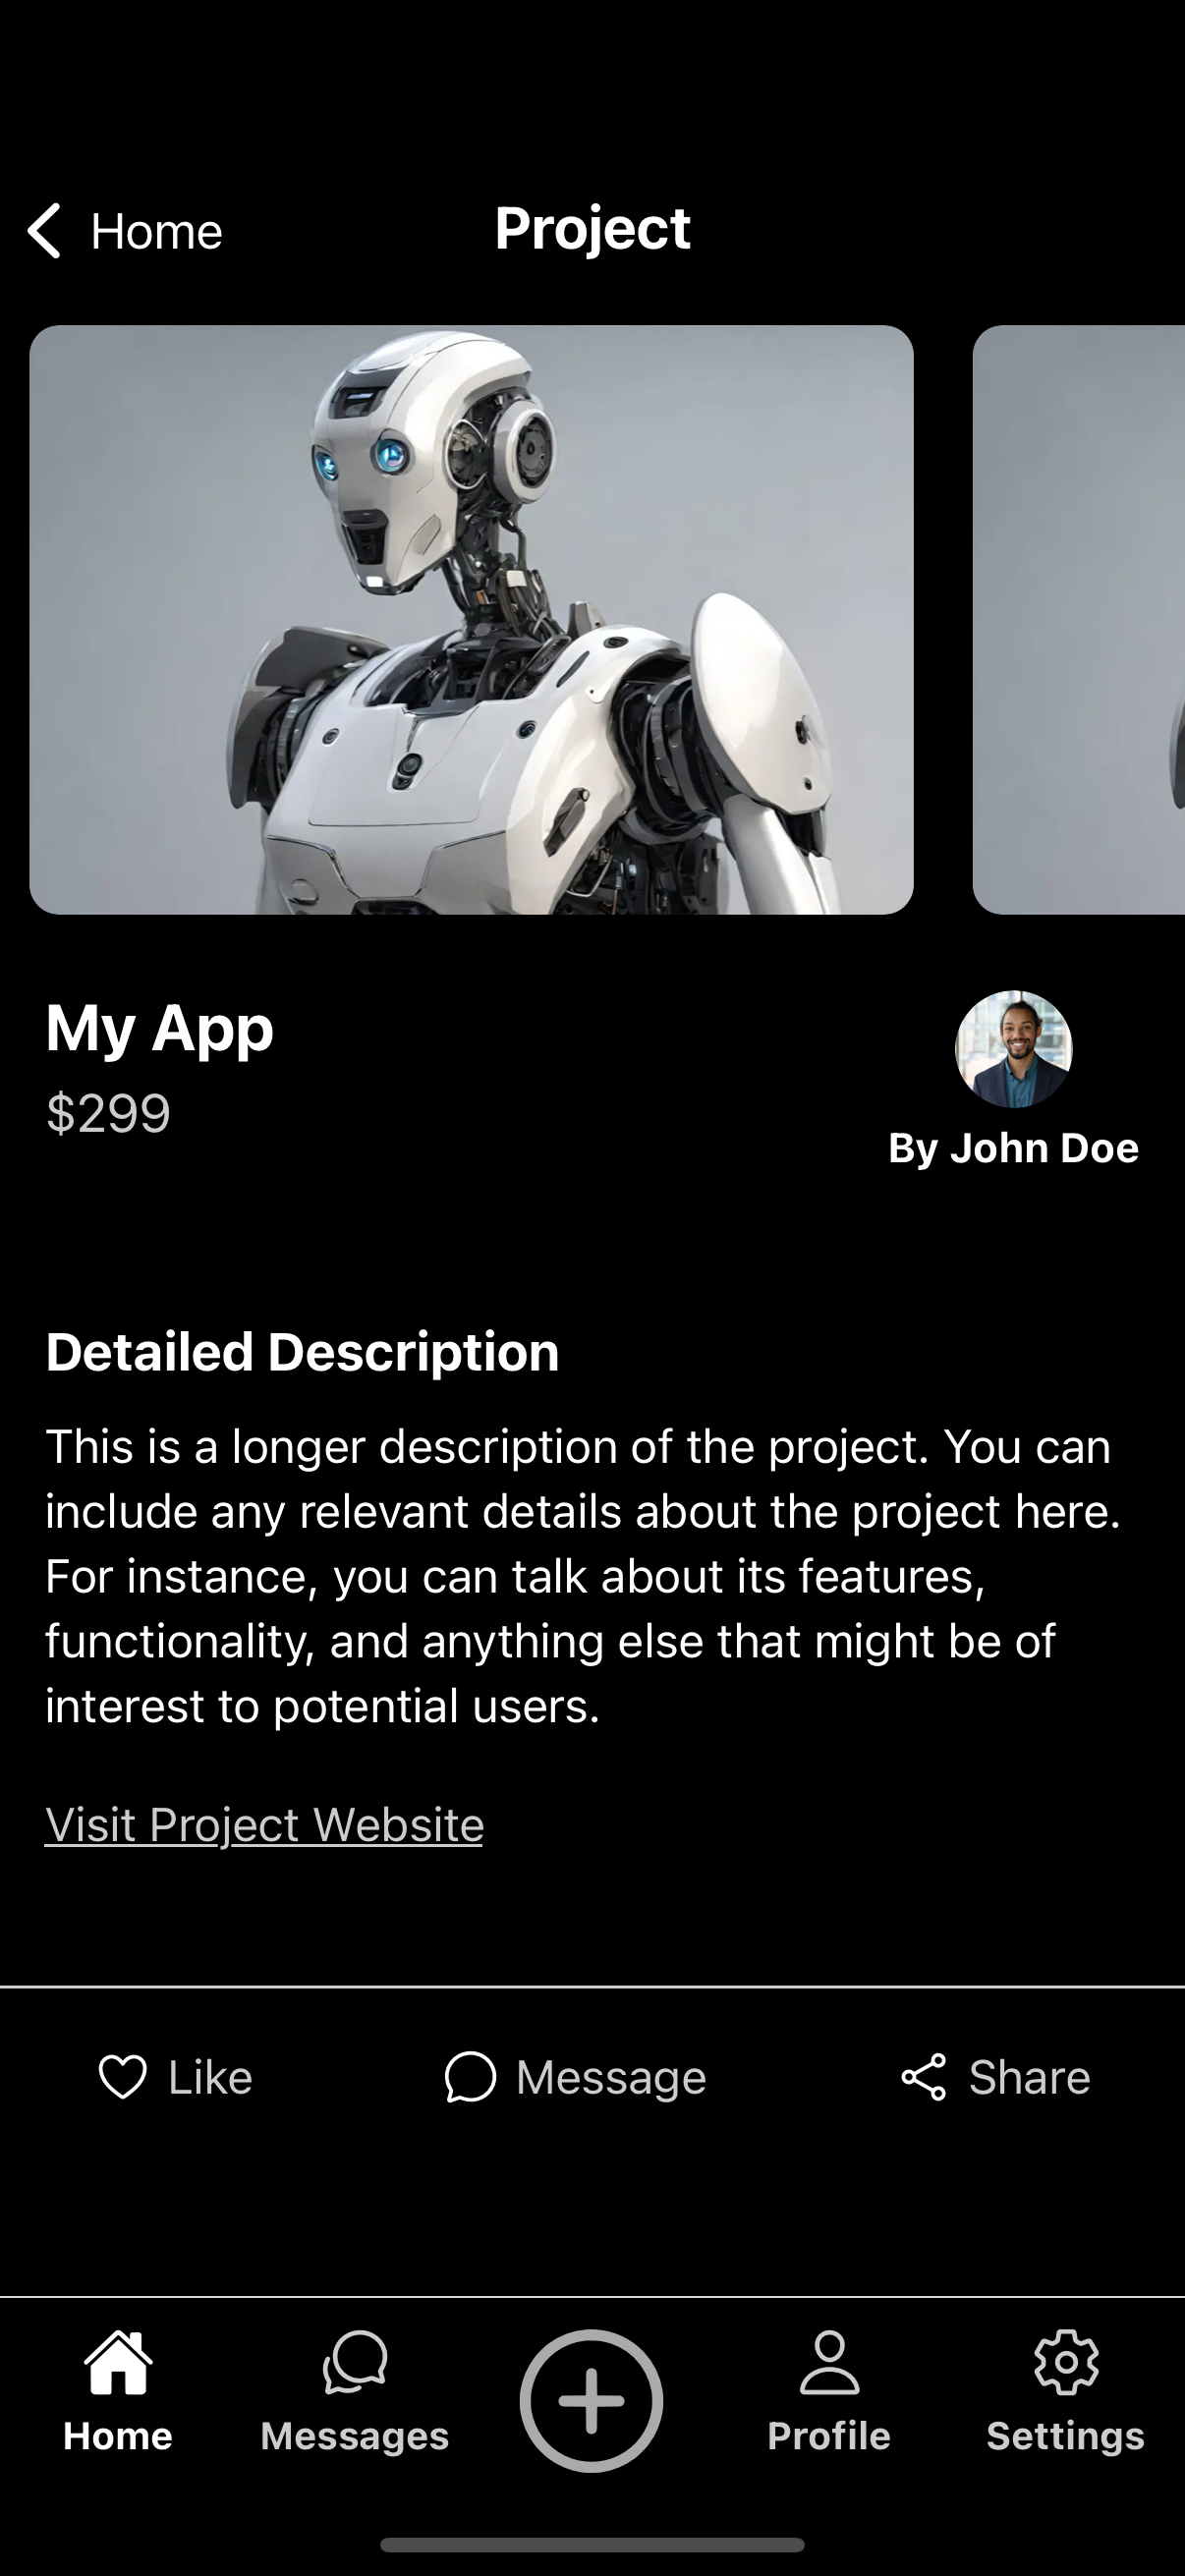 Home
Project
My App
$299
By John Doe
Detailed Description
This is a longer description of the project. You can
include any relevant details about the project here.
For instance, you can talk about its features,
functionality, and anything else that might be of
interest to potential users.
Visit Project Website
Like
Message
Share
Home
Messages
Profile
Settings